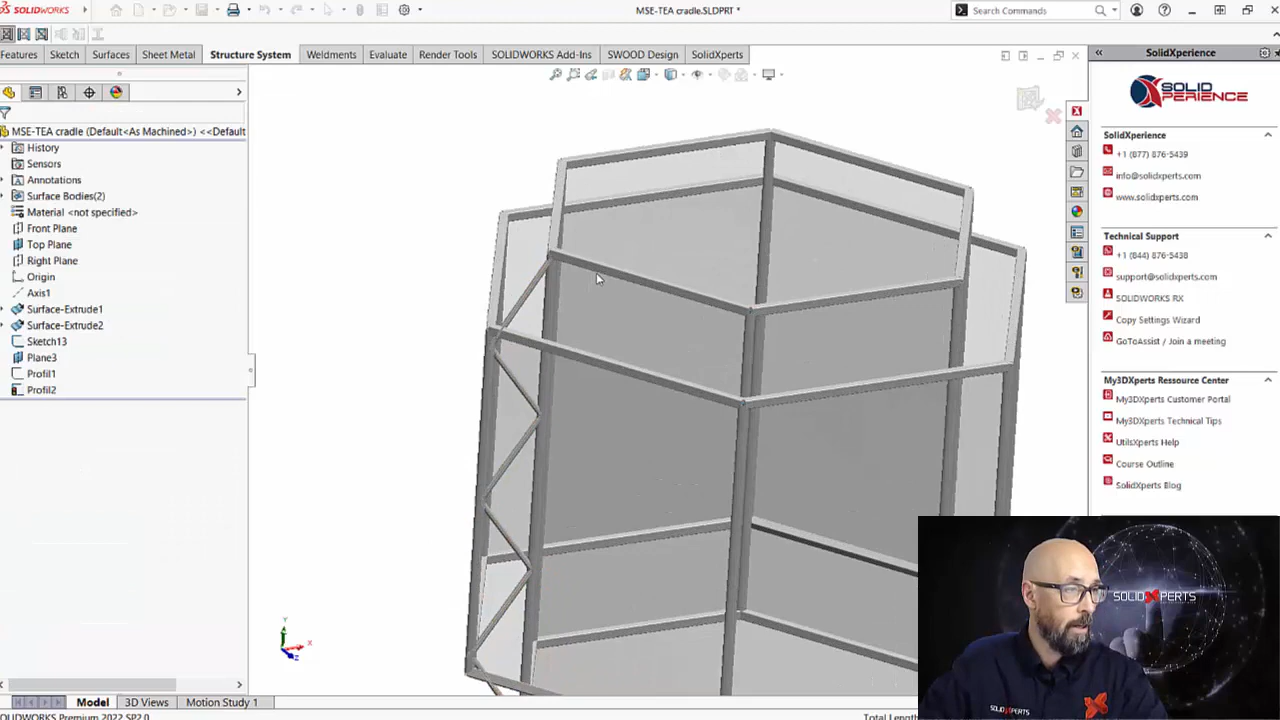 SOLIDWORKS
MSE-TEA cradle.SLDPRT *
Search Commands
Features
Sketch
Surfaces
Sheet Metal
Structure System
Weldments
Evaluate
Render Tools
SOLIDWORKS Add-Ins
SWOOD Design
SolidXperts
MSE-TEA cradle (Default<As Machined>) <<Default
History
Sensors
Annotations
Surface Bodies(2)
Material <not specified>
Front Plane
Top Plane
Right Plane
Origin
Axis1
Surface-Extrude1
Surface-Extrude2
Sketch13
Plane3
Profil1
Profil2
Y
X
Z
Model
3D Views
Motion Study 1
SOLIDWORKS Premium 2022 SP2.0
Total Length
SolidXperience
SOLID
XPERIENCE
SolidXperience
+1 (877) 876-5439
info@solidxperts.com
www.solidxperts.com
Technical Support
+1 (844) 876-5438
support@solidxperts.com
SOLIDWORKS RX
Copy Settings Wizard
GoToAssist / Join a meeting
My3DXperts Ressource Center
My3DXperts Customer Portal
My3DXperts Technical Tips
UtilsXperts Help
Course Outline
SolidXperts Blog
SOLIDXPERTS
SOLIDXPERTS